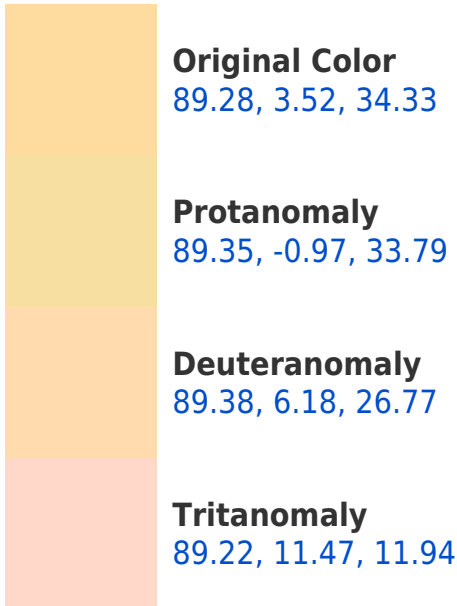 Original Color
89.28, 3.52, 34.33
Protanomaly
89.35, -0.97, 33.79
Deuteranomaly
89.38, 6.18, 26.77
Tritanomaly
89.22, 11.47, 11.94